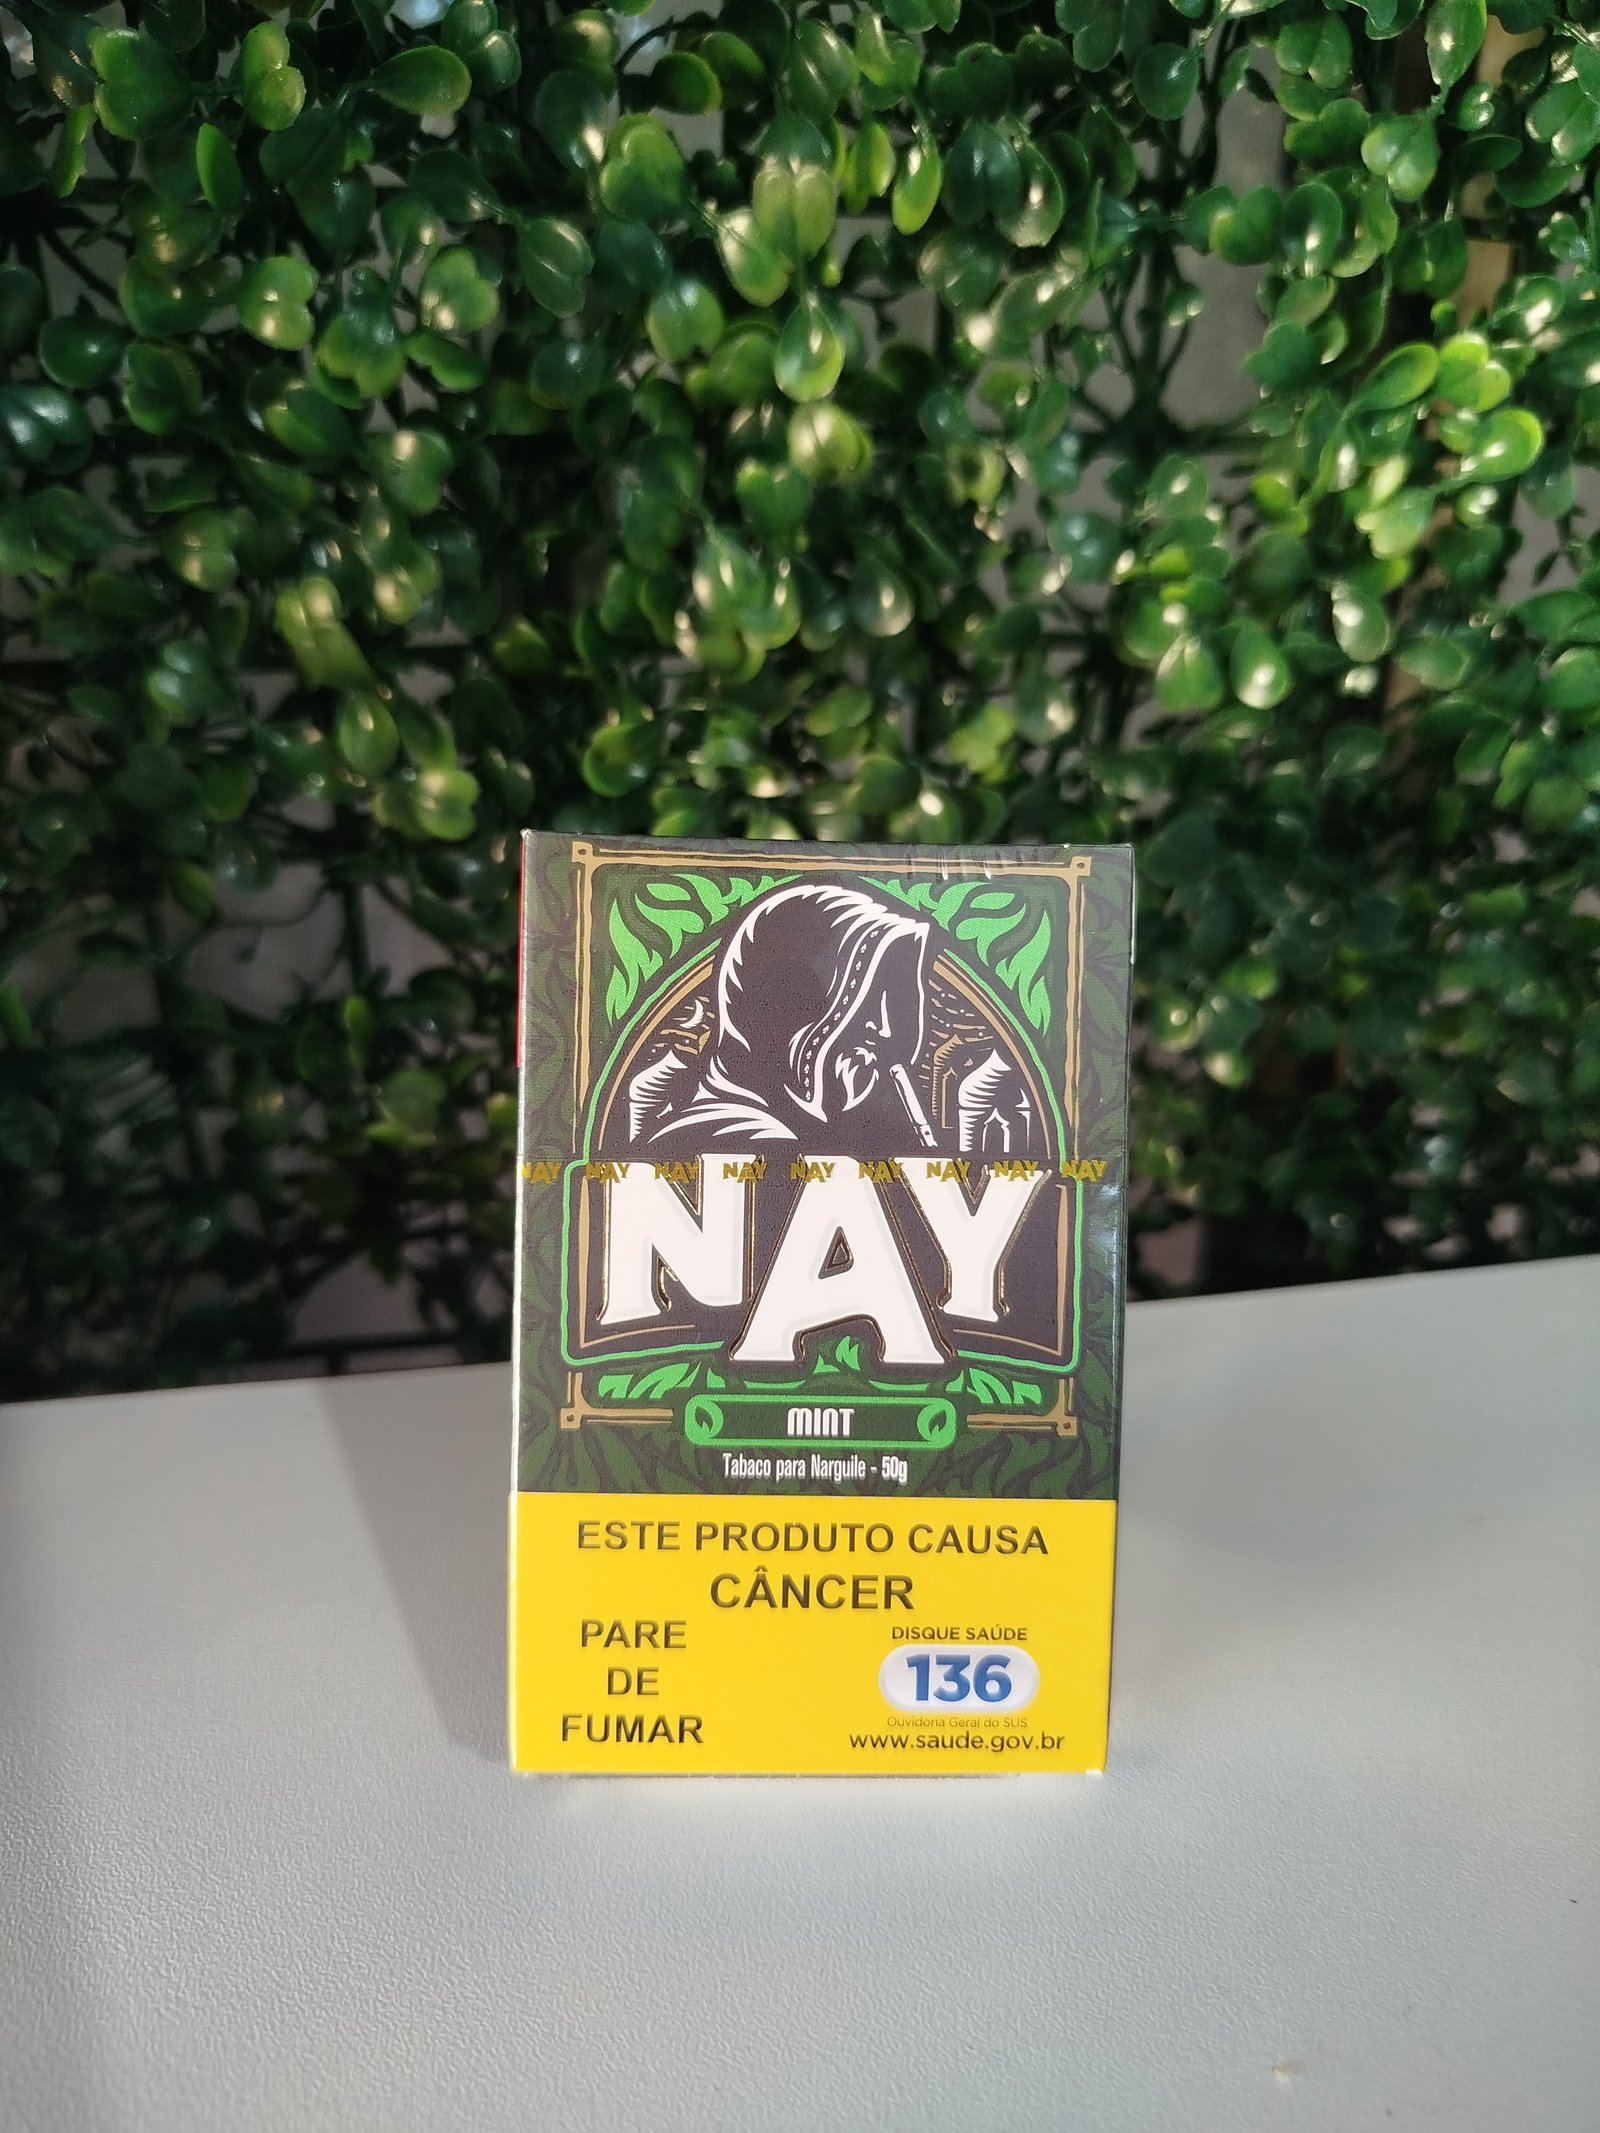 NAY NAY NAY NAY NAY NAY NAY NAY NAY
NAY
MINT
Tabaco para Narguile - 50g
ESTE PRODUTO CAUSA
CÂNCER
PARE
DE
FUMAR
DISQUE SAÚDE
136
Ouvidoria Geral do SUS
www.saude.gov.br